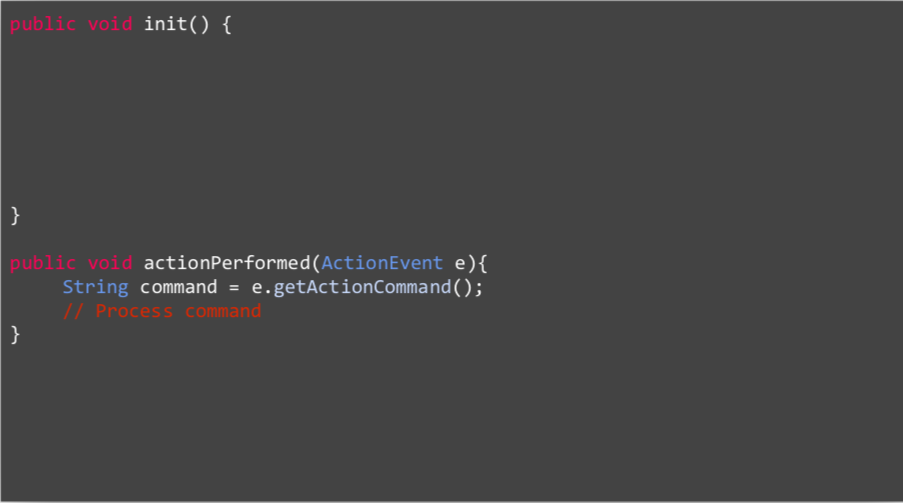 public void init() {
}
public void actionPerformed(ActionEvent e){
String command = e.getActionCommand();
// Process command
}